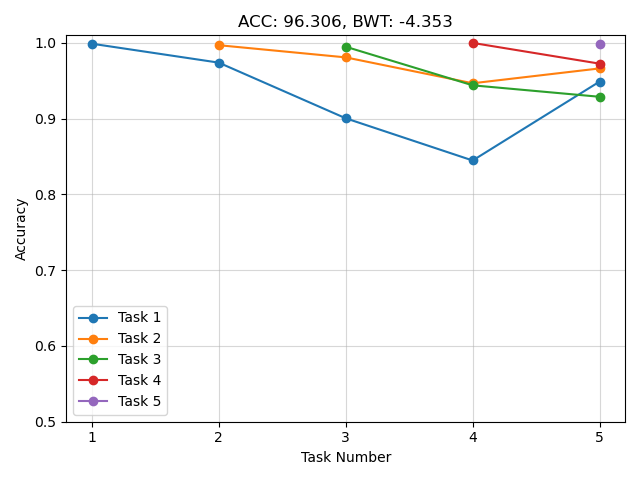 ACC: 96.306, BWT: -4.353
1.0
0.9
0.8
0.7
0.6
0.5
Accuracy
Task 1
Task 2
Task 3
Task 4
Task 5
1 2 3 4 5
Task Number